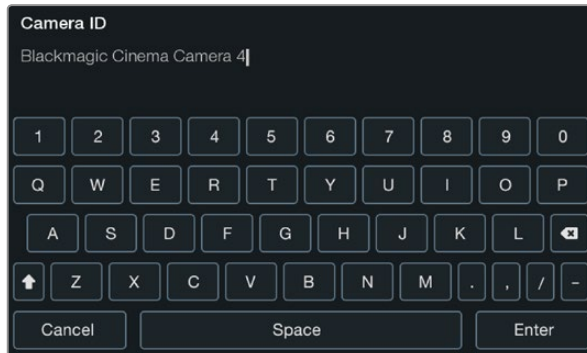 Camera ID
Blackmagic Cinema Camera 4
1 2 3 4 5 6 7 8 9 0
Q W E R T Y U I O P
A S D F G H J K L
Z X C V B N M . , / -
Cancel Space Enter